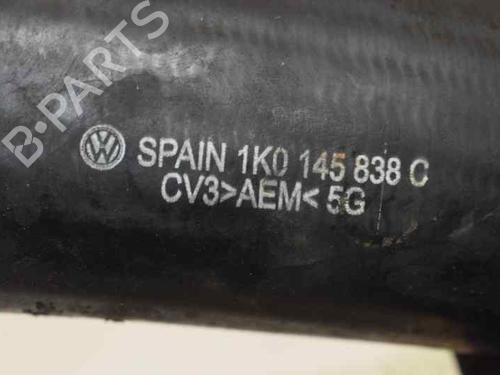 B-PARTS
SPAIN 1K0 145 838 C
CV3>AEM< 5G